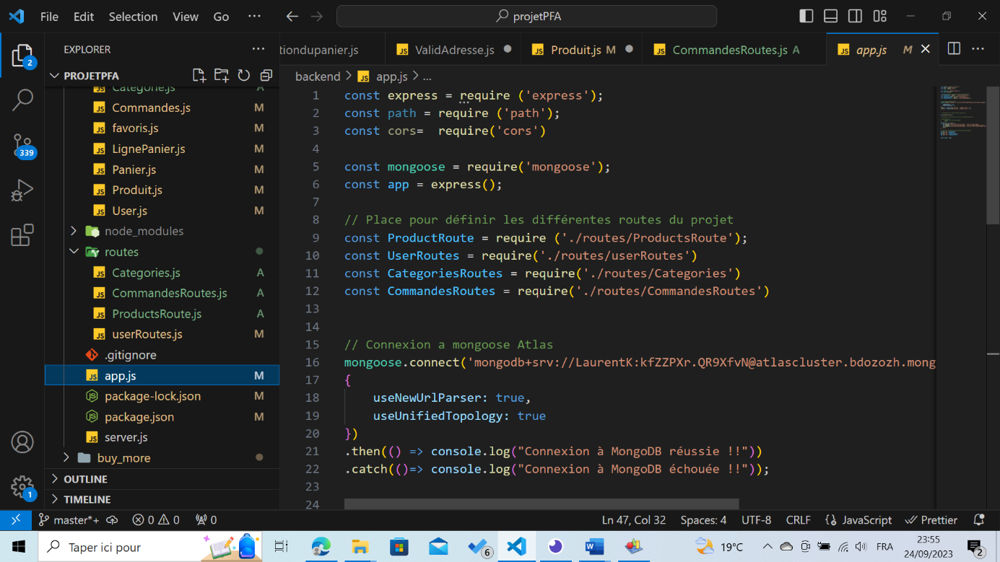 File Edit Selection View Go ··· projetPFA
EXPLORER ···
PROJETPFA
Categorie.js A
Commandes.js M
favoris.js M
LignePanier.js M
Panier.js M
Produit.js M
User.js M
node_modules
routes
Categories.js A
CommandesRoutes.js A
ProductsRoute.js A
userRoutes.js M
.gitignore
app.js M
package-lock.json M
package.json M
server.js
buy_more
OUTLINE
TIMELINE
2
339
1
tiondupanier.js ValidAdresse.js Produit.js M CommandesRoutes.js A app.js M
backend > app.js > ...
1 const express = require ('express');
2 const path = require ('path');
3 const cors=  require('cors')
4
5 const mongoose = require('mongoose');
6 const app = express();
7
8 // Place pour définir les différentes routes du projet
9 const ProductRoute = require ('./routes/ProductsRoute');
10 const UserRoutes = require('./routes/userRoutes')
11 const CategoriesRoutes = require('./routes/Categories')
12 const CommandesRoutes = require('./routes/CommandesRoutes')
13
14
15 // Connexion a mongoose Atlas
16 mongoose.connect('mongodb+srv://LaurentK:kfZZPXr.QR9XfvN@atlascluster.bdozozh.mong
17 {
18     useNewUrlParser: true,
19     useUnifiedTopology: true
20 })
21 .then(() => console.log("Connexion à MongoDB réussie !!"))
22 .catch(()=> console.log("Connexion à MongoDB échouée !!"));
23
24
master*+ 0 0 0 Ln 47, Col 32 Spaces: 4 UTF-8 CRLF JavaScript Prettier
Taper ici pour 6 19°C FRA 23:55
24/09/2023 2